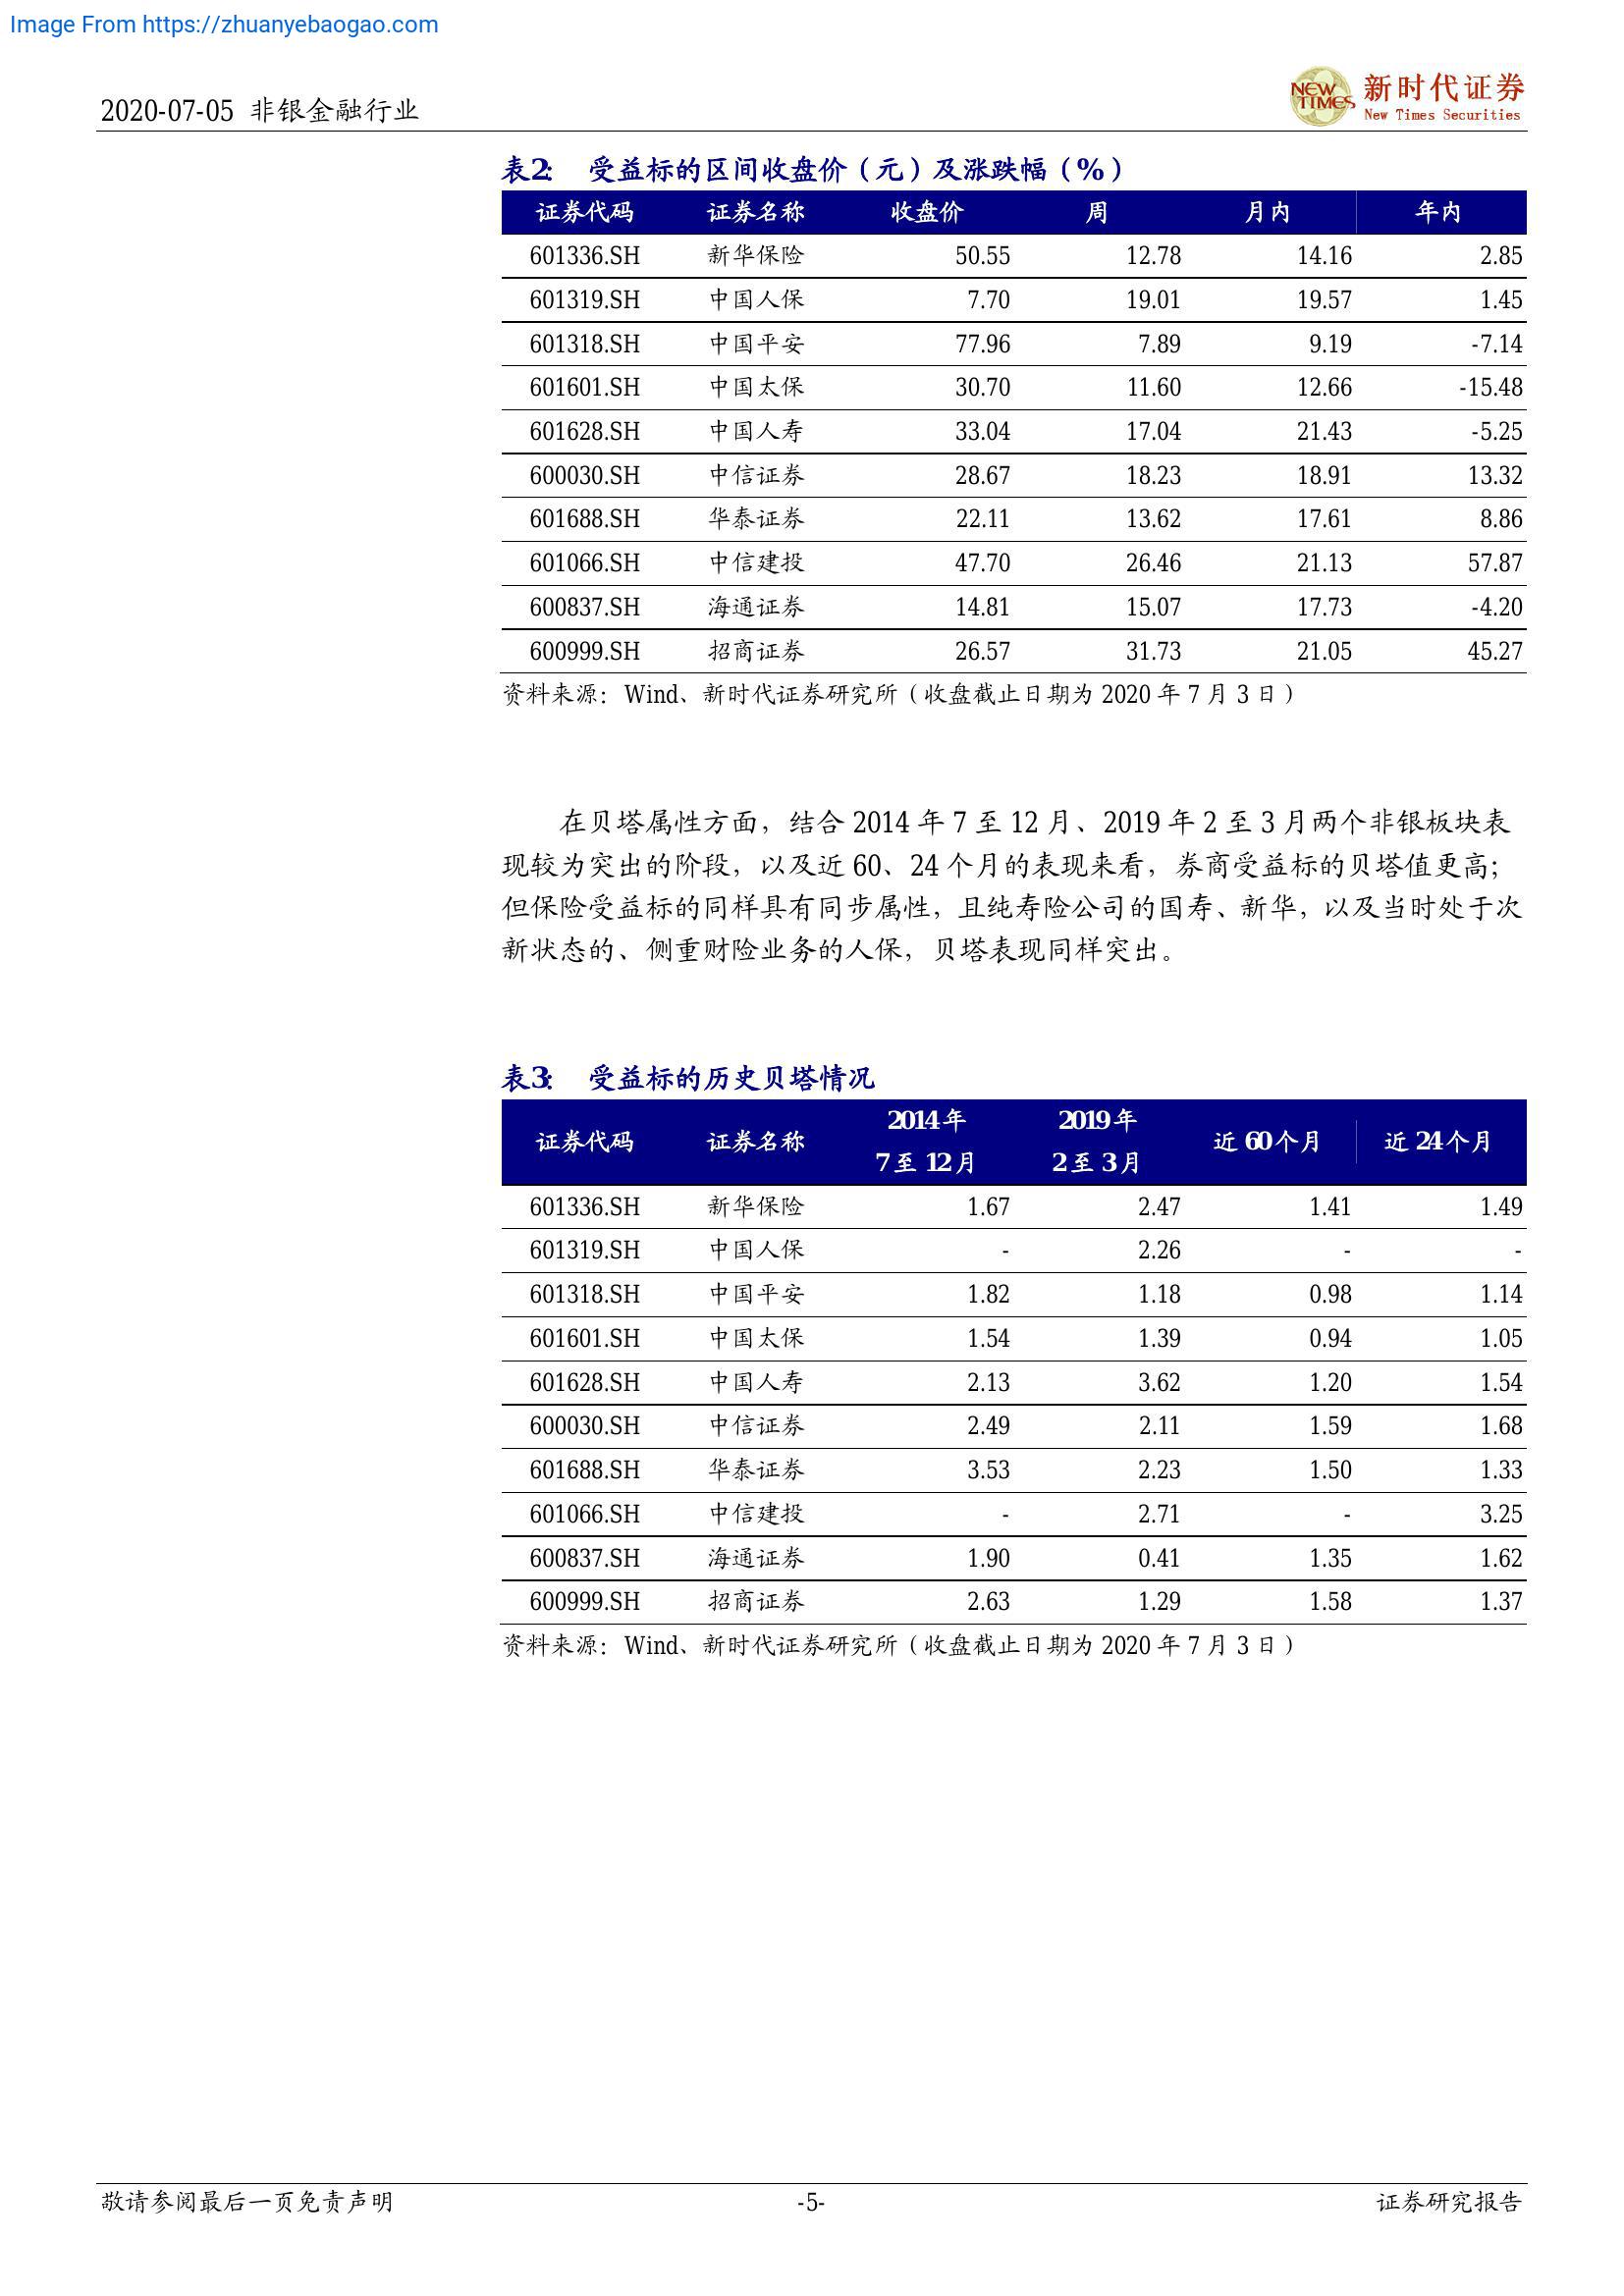 Image From https://zhuanyebaogao.com
2020-07-05 非银金融行业
NEW TIMES 新时代证券
New Times Securities
表2: 受益标的区间收盘价（元）及涨跌幅（%）
证券代码 证券名称 收盘价 周 月内 年内
601336.SH 新华保险 50.55 12.78 14.16 2.85
601319.SH 中国人保 7.70 19.01 19.57 1.45
601318.SH 中国平安 77.96 7.89 9.19 -7.14
601601.SH 中国太保 30.70 11.60 12.66 -15.48
601628.SH 中国人寿 33.04 17.04 21.43 -5.25
600030.SH 中信证券 28.67 18.23 18.91 13.32
601688.SH 华泰证券 22.11 13.62 17.61 8.86
601066.SH 中信建投 47.70 26.46 21.13 57.87
600837.SH 海通证券 14.81 15.07 17.73 -4.20
600999.SH 招商证券 26.57 31.73 21.05 45.27
资料来源：Wind、新时代证券研究所（收盘截止日期为 2020 年 7 月 3 日）
在贝塔属性方面，结合 2014 年 7 至 12 月、2019 年 2 至 3 月两个非银板块表
现较为突出的阶段，以及近 60、24 个月的表现来看，券商受益标的贝塔值更高；
但保险受益标的同样具有同步属性，且纯寿险公司的国寿、新华，以及当时处于次
新状态的、侧重财险业务的人保，贝塔表现同样突出。
表3: 受益标的历史贝塔情况
证券代码 证券名称 2014年 7至12月 2019年 2至3月 近60个月 近24个月
601336.SH 新华保险 1.67 2.47 1.41 1.49
601319.SH 中国人保 - 2.26 - -
601318.SH 中国平安 1.82 1.18 0.98 1.14
601601.SH 中国太保 1.54 1.39 0.94 1.05
601628.SH 中国人寿 2.13 3.62 1.20 1.54
600030.SH 中信证券 2.49 2.11 1.59 1.68
601688.SH 华泰证券 3.53 2.23 1.50 1.33
601066.SH 中信建投 - 2.71 - 3.25
600837.SH 海通证券 1.90 0.41 1.35 1.62
600999.SH 招商证券 2.63 1.29 1.58 1.37
资料来源：Wind、新时代证券研究所（收盘截止日期为 2020 年 7 月 3 日）
敬请参阅最后一页免责声明 -5- 证券研究报告